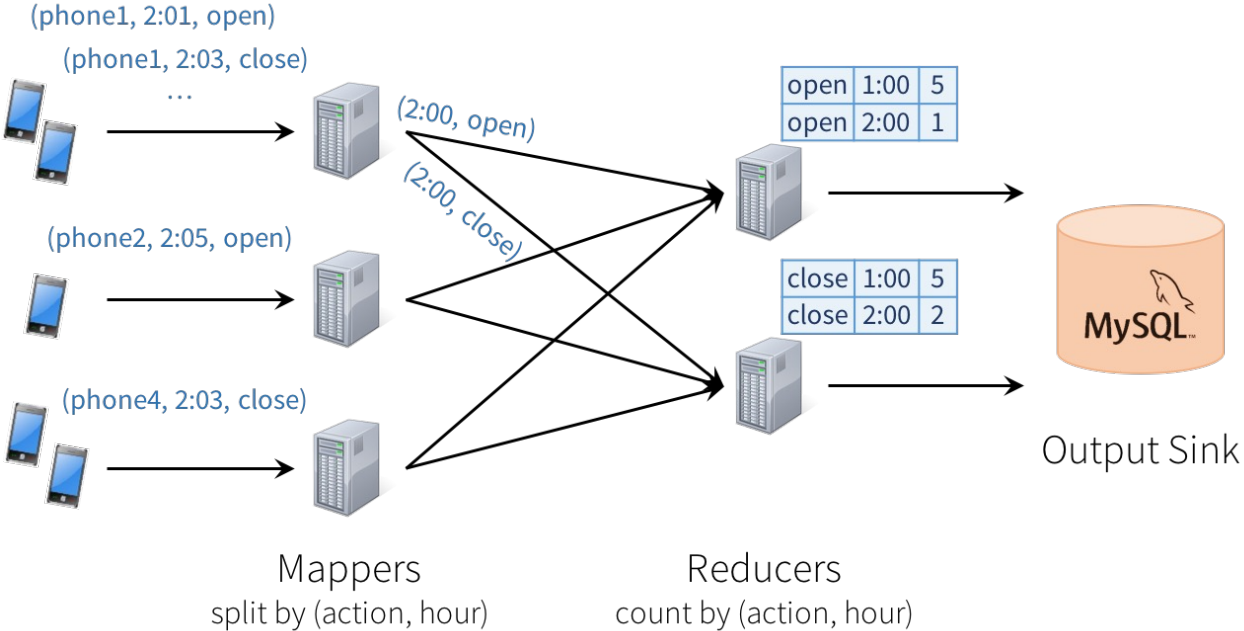 (phone1, 2:01, open)
(phone1, 2:03, close)
...
(2:00, open)
(2:00, close)
open 1:00 5
open 2:00 1
(phone2, 2:05, open)
close 1:00 5
close 2:00 2
MySQL™
(phone4, 2:03, close)
Output Sink
Mappers
split by (action, hour)
Reducers
count by (action, hour)